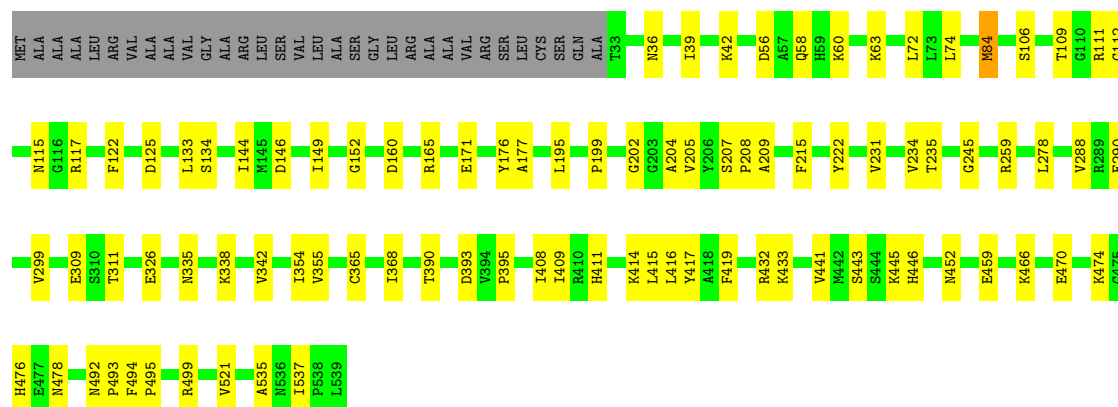 MET ALA ALA ALA LEU ARG VAL ALA ALA VAL GLY ALA ARG LEU SER VAL LEU ALA SER GLY LEU ARG ALA ALA VAL ARG SER LEU CYS SER GLN ALA T33 N36 I39 K42 D56 A57 Q58 H59 K60 K63 L72 L73 L74 M84 S106 T109 G110 R111
N115 G116 R117 F122 D125 L133 S134 I144 M145 D146 I149 G152 D160 R165 E171 Y176 A177 L195 P199 G202 G203 A204 V205 Y206 S207 P208 A209 F215 Y222 V231 V234 T235 G245 R259 L278 V288 R289
V299 E309 S310 T311 E326 N335 K338 V342 I354 V355 C365 I368 T390 D393 V394 P395 I408 I409 R410 H411 K414 L415 L416 Y417 A418 F419 R432 K433 V441 M442 S443 S444 K445 H446 N452 E459 K466 E470 K474
H476 E477 N478 N492 P493 F494 P495 R499 V521 A535 N536 I537 P538 L539